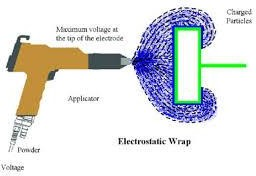 Maximum voltage at
the tip of the electrode
Charged
Particles
Applicator
Electrostatic Wrap
Powder
Voltage